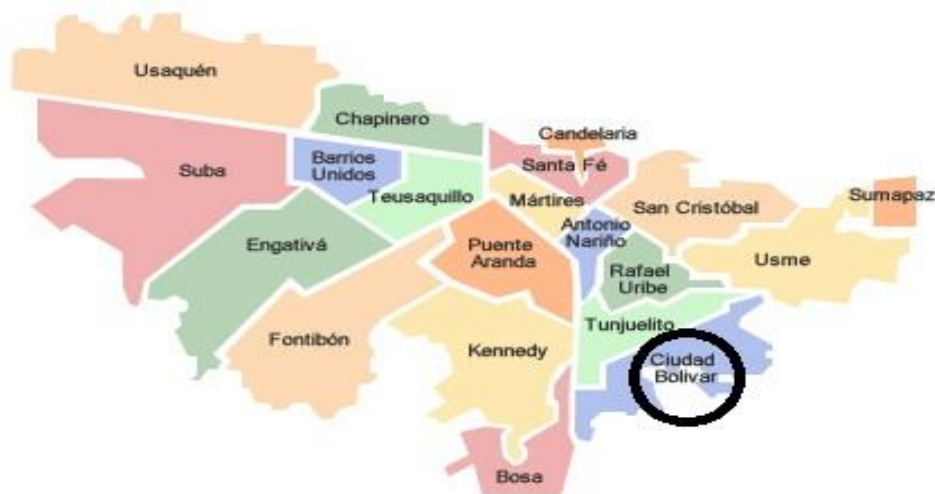 Usaquén
Chapinero
Candelaria
Suba
Barrios
Unidos
Santa Fé
Teusaquillo
Mártires
San Cristóbal
Sumapaz
Engativá
Puente
Aranda
Antonio
Nariño
Rafael
Uribe
Usme
Fontibón
Kennedy
Tunjuelito
Ciudad
Bolivar
Bosa